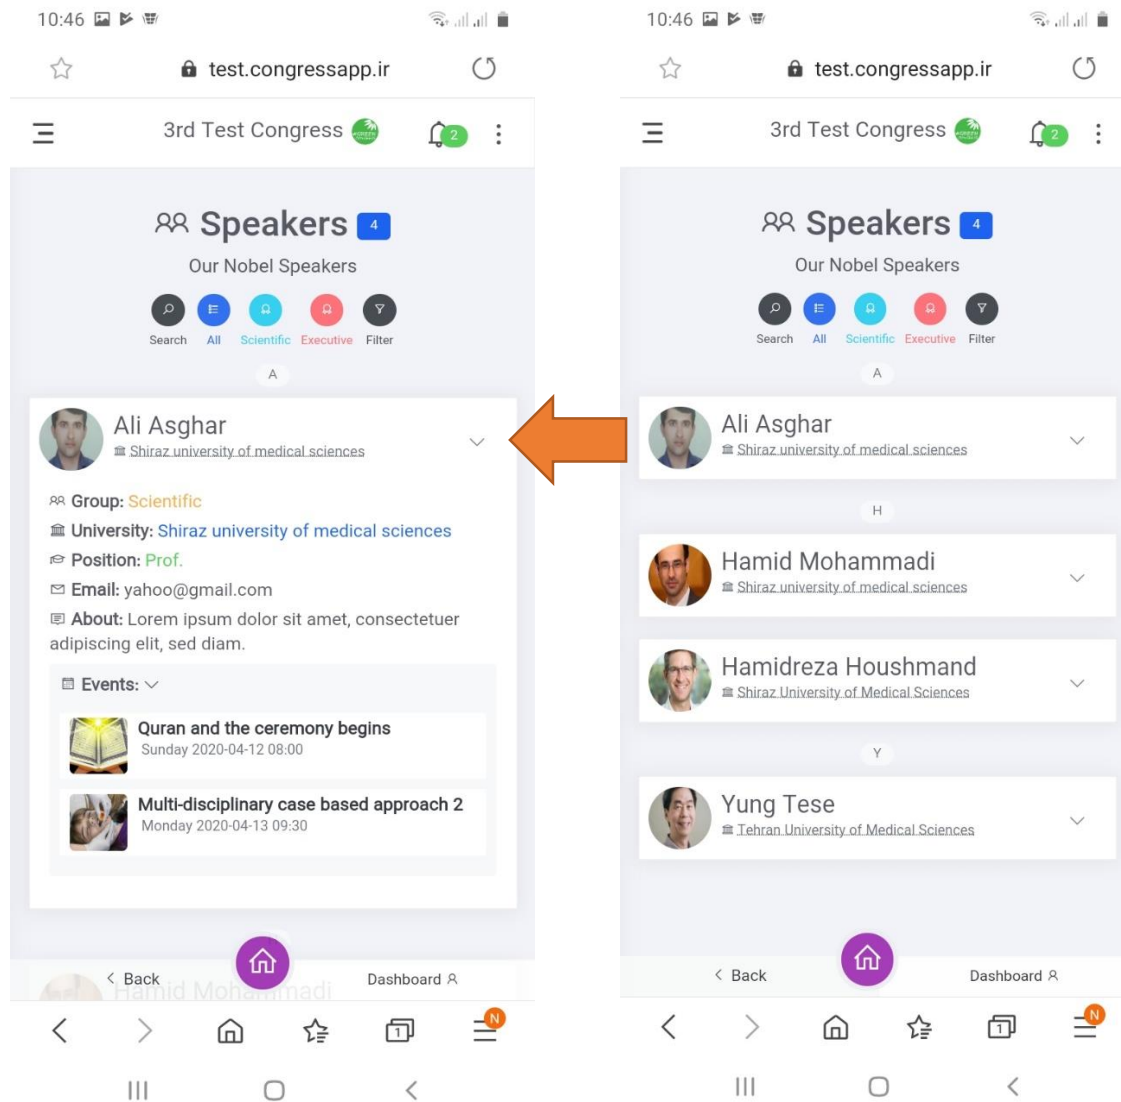 10:46
test.congressapp.ir
3rd Test Congress
2
Speakers 4
Our Nobel Speakers
Search All Scientific Executive Filter
A
Ali Asghar
Shiraz university of medical sciences
Group: Scientific
University: Shiraz university of medical sciences
Position: Prof.
Email: yahoo@gmail.com
About: Lorem ipsum dolor sit amet, consectetuer
adipiscing elit, sed diam.
Events:
Quran and the ceremony begins
Sunday 2020-04-12 08:00
Multi-disciplinary case based approach 2
Monday 2020-04-13 09:30
Back
Dashboard
Hamid Mohammadi
1
N
10:46
test.congressapp.ir
3rd Test Congress
2
Speakers 4
Our Nobel Speakers
Search All Scientific Executive Filter
A
Ali Asghar
Shiraz university of medical sciences
H
Hamid Mohammadi
Shiraz university of medical sciences
Hamidreza Houshmand
Shiraz University of Medical Sciences
Y
Yung Tese
Tehran University of Medical Sciences
Back
Dashboard
1
N